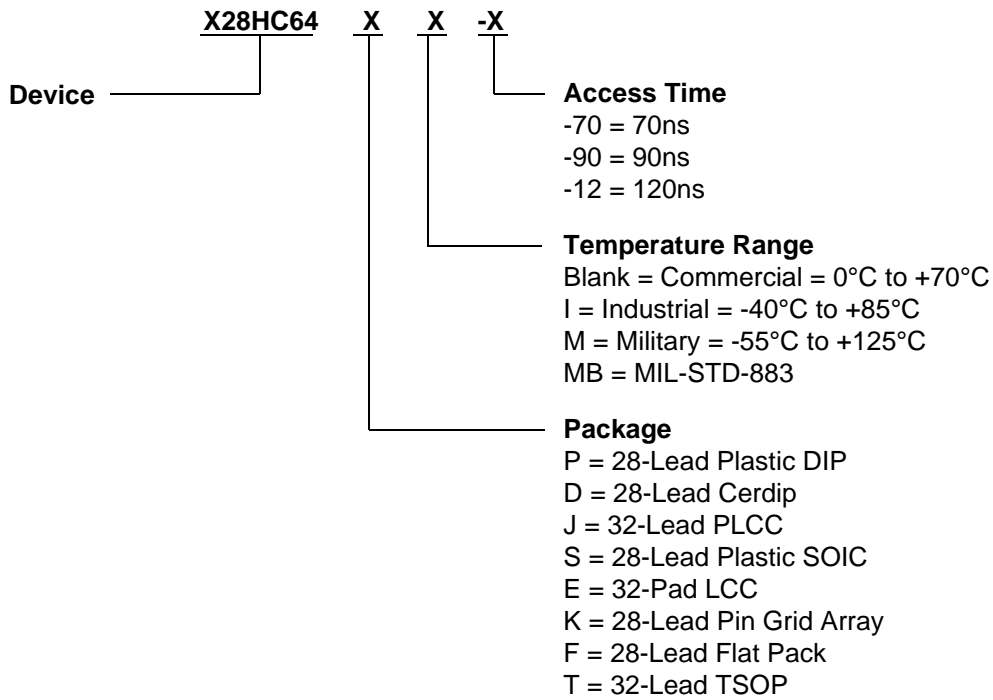 X28HC64 X X -X
Device
Access Time
-70 = 70ns
-90 = 90ns
-12 = 120ns
Temperature Range
Blank = Commercial = 0°C to +70°C
I = Industrial = -40°C to +85°C
M = Military = -55°C to +125°C
MB = MIL-STD-883
Package
P = 28-Lead Plastic DIP
D = 28-Lead Cerdip
J = 32-Lead PLCC
S = 28-Lead Plastic SOIC
E = 32-Pad LCC
K = 28-Lead Pin Grid Array
F = 28-Lead Flat Pack
T = 32-Lead TSOP